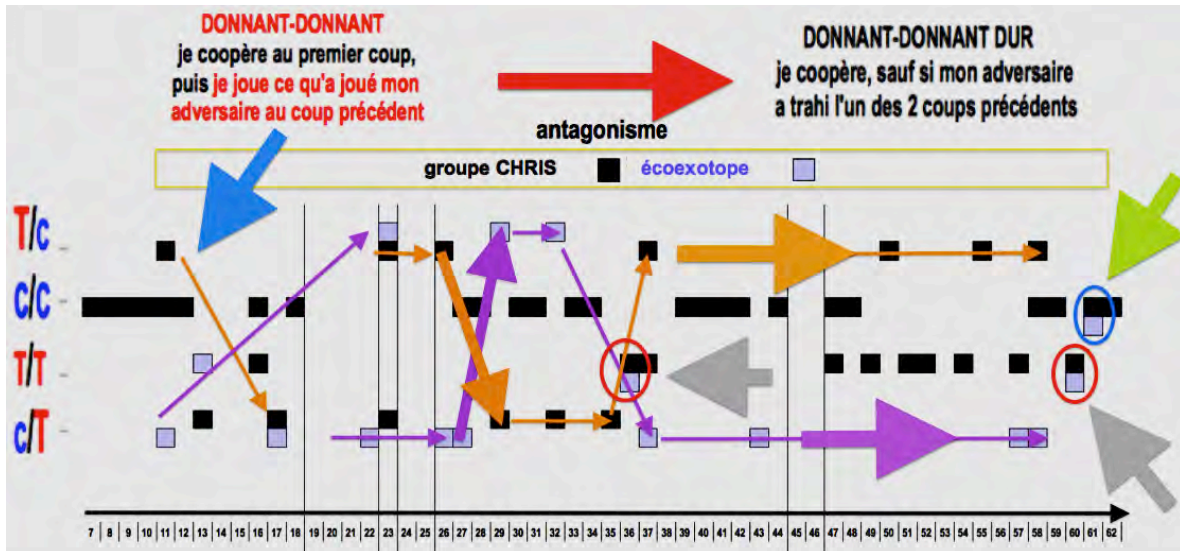 DONNANT-DONNANT
je coopère au premier coup,
puis je joue ce qu'a joué mon
adversaire au coup précédent
DONNANT-DONNANT DUR
je coopère, sauf si mon adversaire
a trahi l'un des 2 coups précédents
antagonisme
groupe CHRIS écoexotope
T/c
c/c
T/T
c/T
7 8 9 10 11 12 13 14 15 16 17 18 19 20 21 22 23 24 25 26 27 28 29 30 31 32 33 34 35 36 37 38 39 40 41 42 43 44 45 46 47 48 49 50 51 52 53 54 55 56 57 58 59 60 61 62